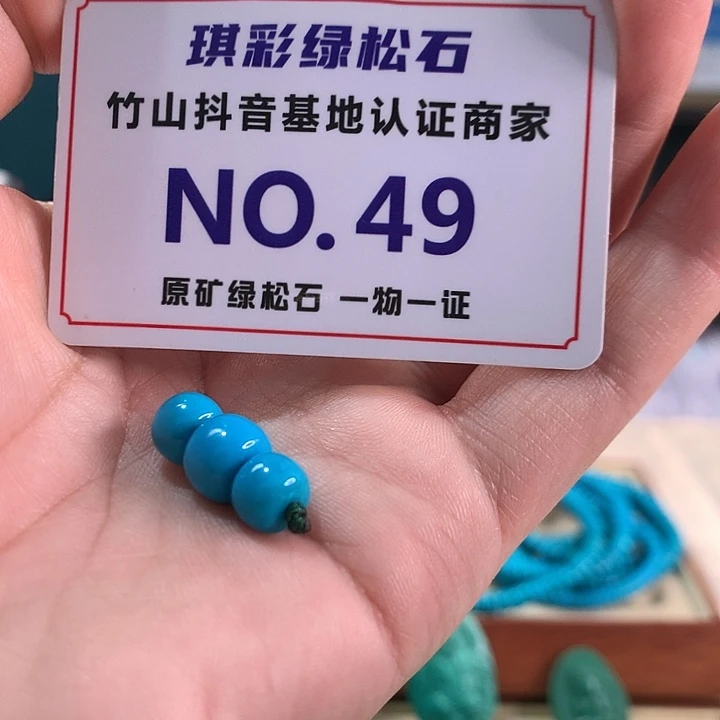 琪彩绿松石
竹山抖音基地认证商家
NO.49
原矿绿松石 一物一证